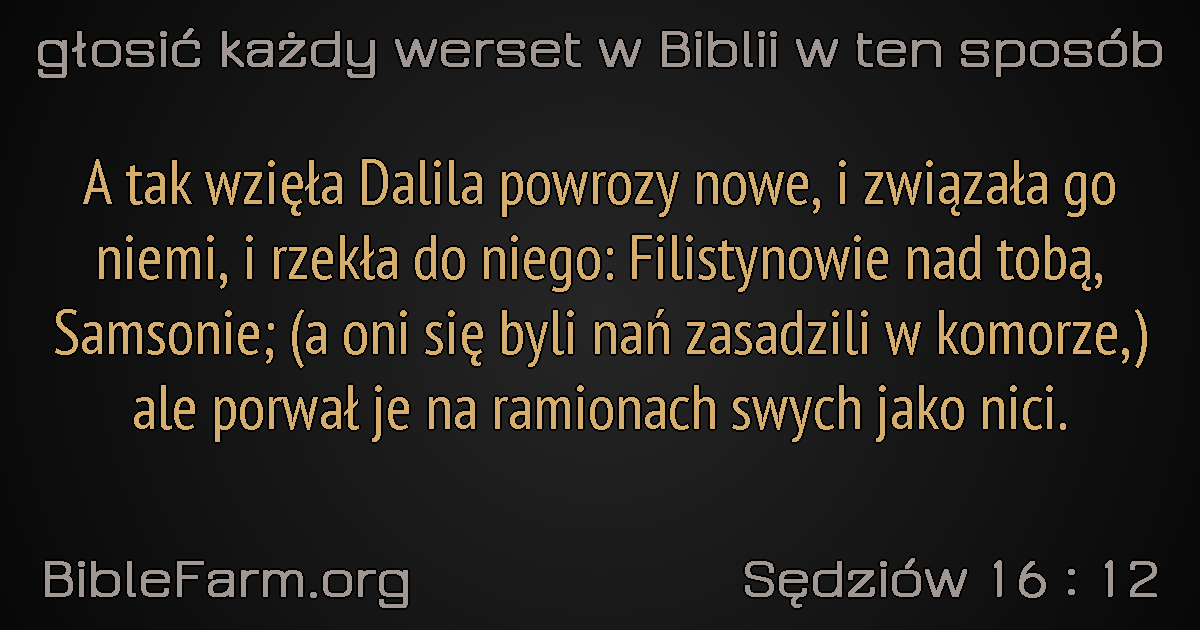 głosić każdy werset w Biblii w ten sposób
A tak wzięła Dalila powrozy nowe, i związała go
niemi, i rzekła do niego: Filistynowie nad tobą,
Samsonie; (a oni się byli nań zasadzili w komorze,)
ale porwał je na ramionach swych jako nici.
BibleFarm.org
Sędziów 16 : 12